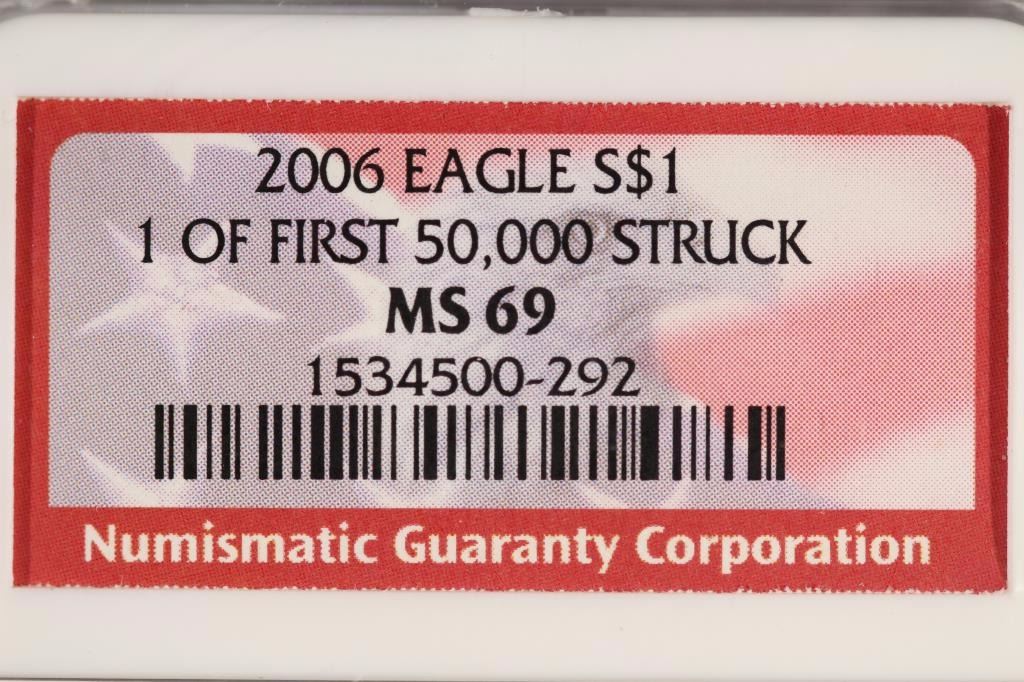 2006 EAGLE S$1
1 OF FIRST 50,000 STRUCK
MS 69
1534500-292
Numismatic Guaranty Corporation